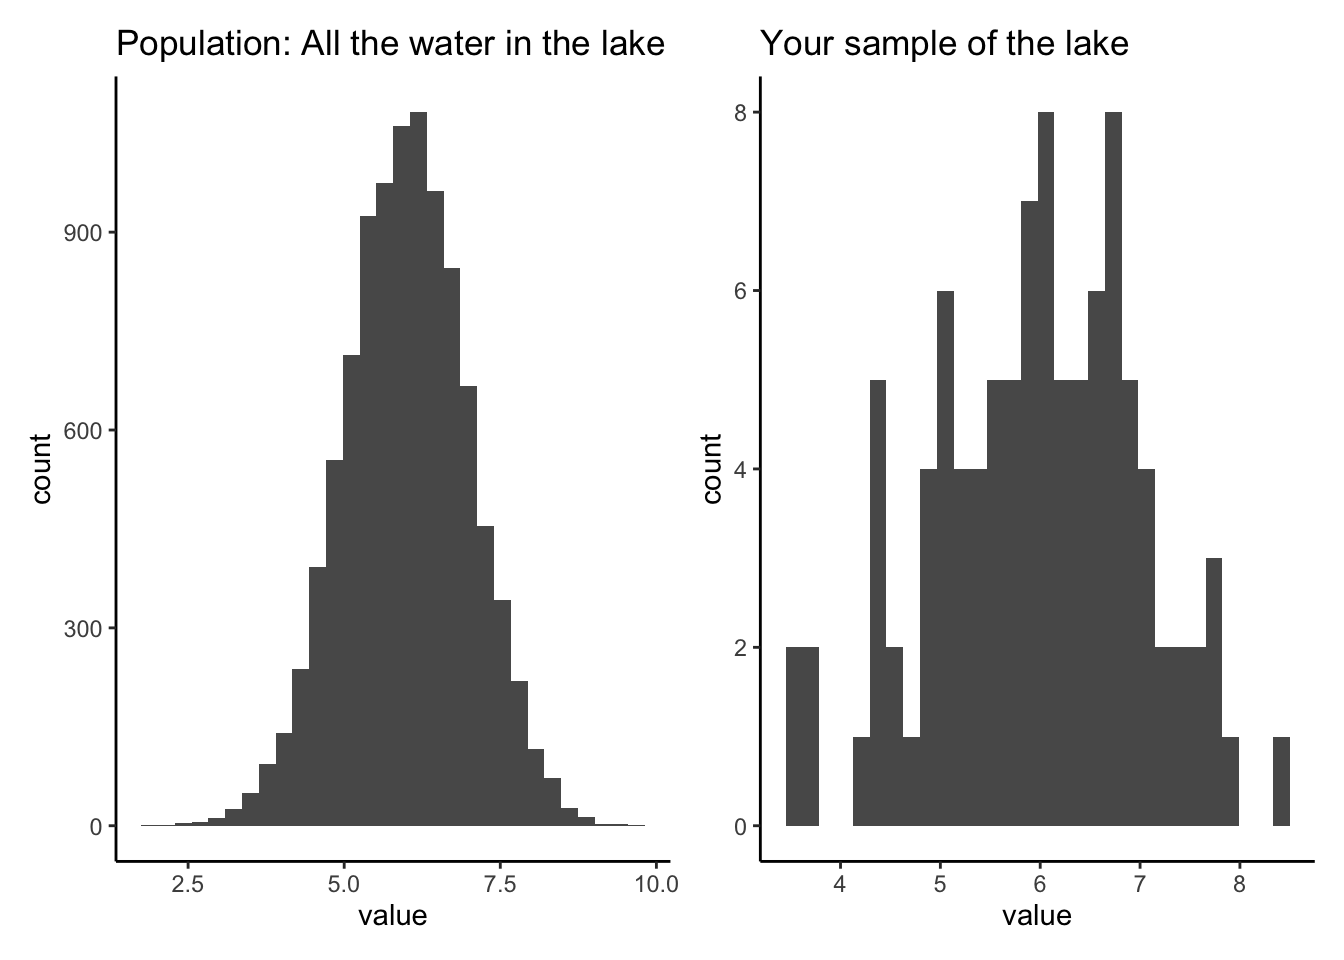 Population: All the water in the lake
count
900
600
300
0
2.5 5.0 7.5 10.0
value
Your sample of the lake
count
8
6
4
2
0
4 5 6 7 8
value